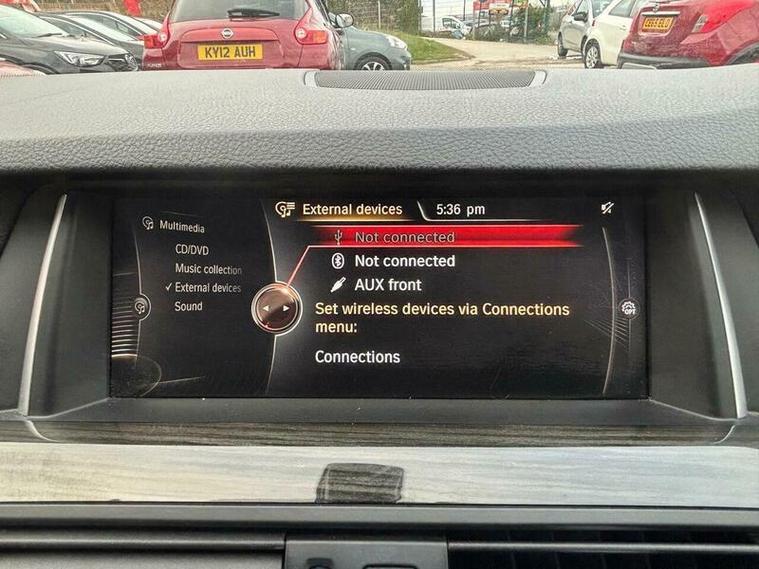 KY12 AUH
Multimedia
CD/DVD
Music collection
External devices
Sound
External devices
5:36 pm
Not connected
Not connected
AUX front
Set wireless devices via Connections
menu:
Connections
OPT